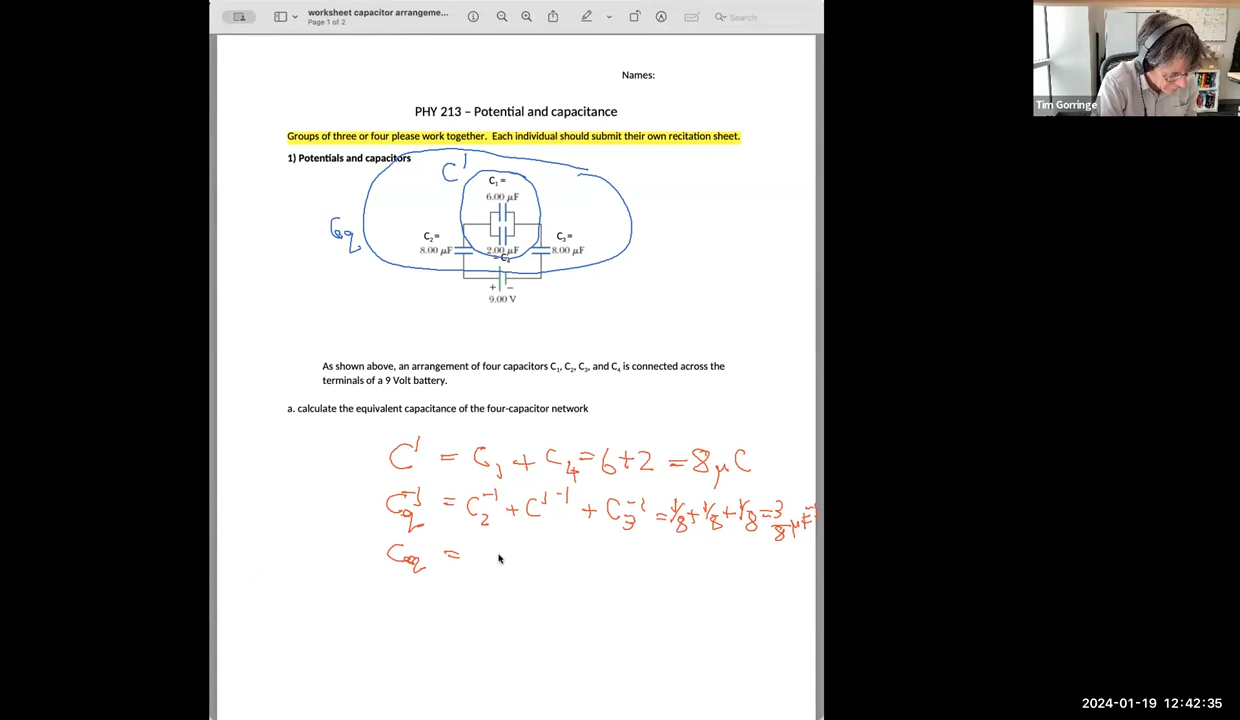 worksheet capacitor arrangeme...
Page 1 of 2
Search
Tim Gorringe
Names:
PHY 213 – Potential and capacitance
Groups of three or four please work together. Each individual should submit their own recitation sheet.
1) Potentials and capacitors
C'
C₁ =
6.00 μF
Ceq
C₂=
8.00 μF
2.00 μF
= C₄
C₃=
8.00 μF
+ −
9.00 V
As shown above, an arrangement of four capacitors C₁, C₂, C₃, and C₄ is connected across the
terminals of a 9 Volt battery.
a. calculate the equivalent capacitance of the four-capacitor network
C' = C₁ + C₄ = 6+2 = 8 μC
Ceq⁻¹ = C₂⁻¹ + C'⁻¹ + C₃⁻¹ = 1/8 + 1/8 + 1/8 = 3/8 μF⁻¹
Ceq =
2024-01-19 12:42:35